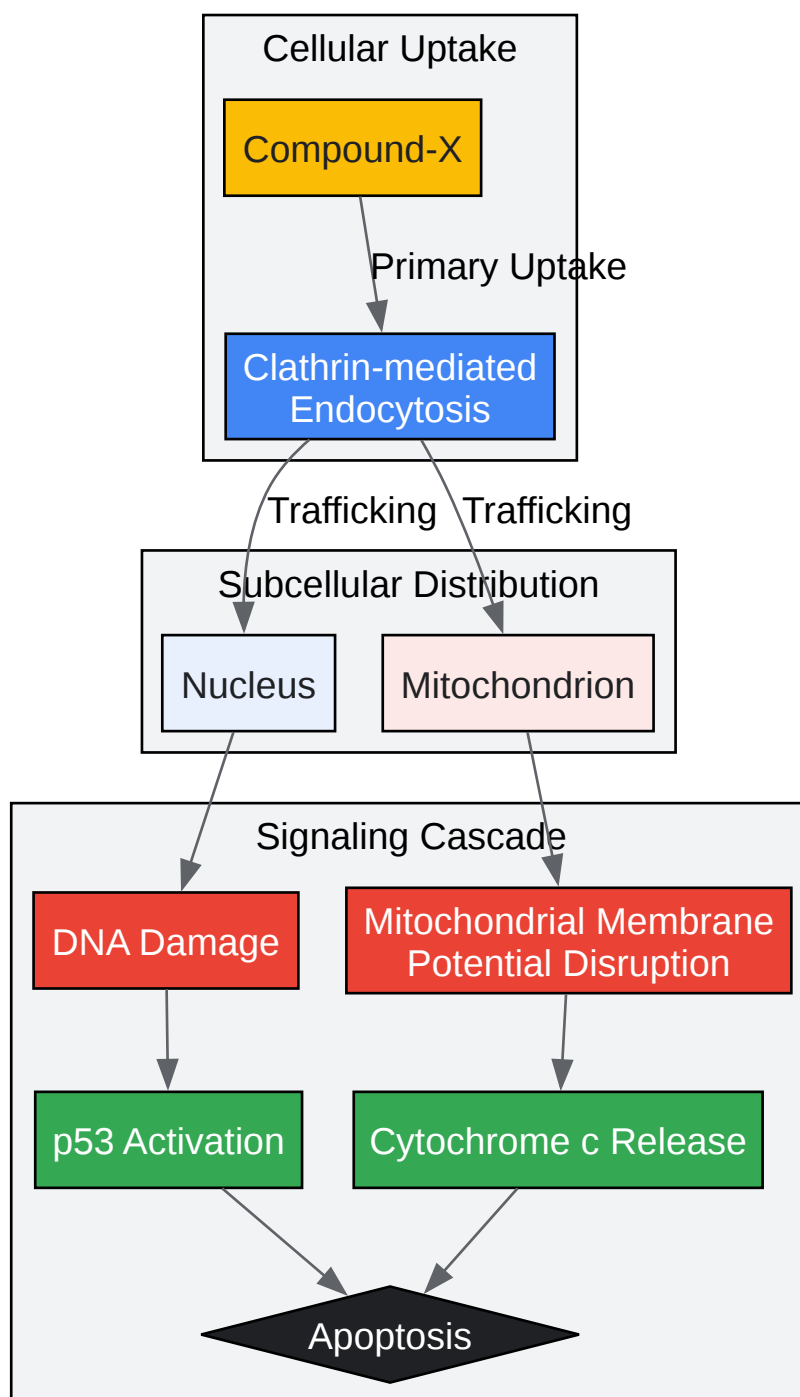 Cellular Uptake
Compound-X
Primary Uptake
Clathrin-mediated
Endocytosis
Trafficking
Trafficking
Subcellular Distribution
Nucleus
Mitochondrion
Signaling Cascade
DNA Damage
Mitochondrial Membrane
Potential Disruption
p53 Activation
Cytochrome c Release
Apoptosis